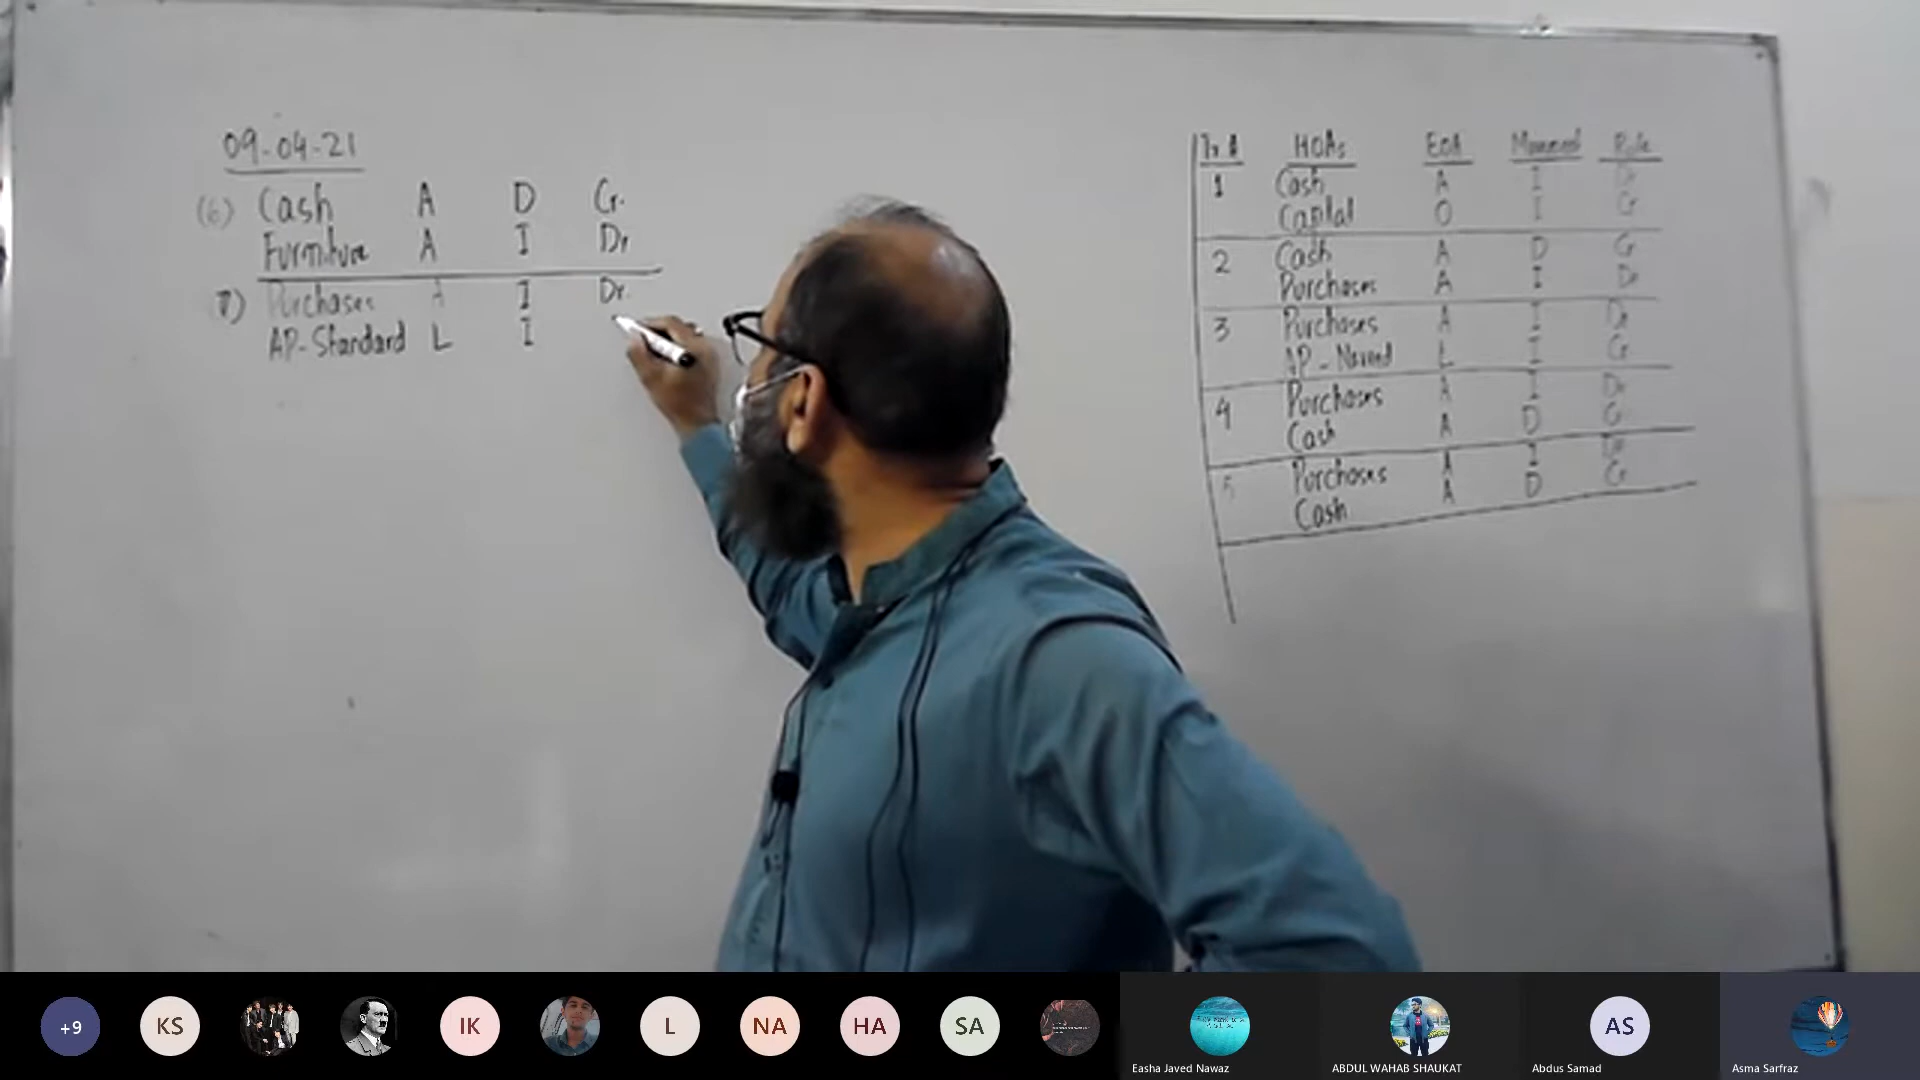 09-04-21
(6) Cash A D Cr.
Furniture A I Dr
7) Purchases A I Dr.
AP-Standard L I
Tr # HOAs EOA Movement Rule
1 Cash A I Dr
Capital O I Cr
2 Cash A D Cr
Purchases A I Dr
3 Purchases A I Dr
AP - Naveed L I Cr
4 Purchases A I Dr
Cash A D Cr
5 Purchases A I Dr
Cash A D Cr
+9 KS IK L NA HA SA AS
Easha Javed Nawaz ABDUL WAHAB SHAUKAT Abdus Samad Asma Sarfraz